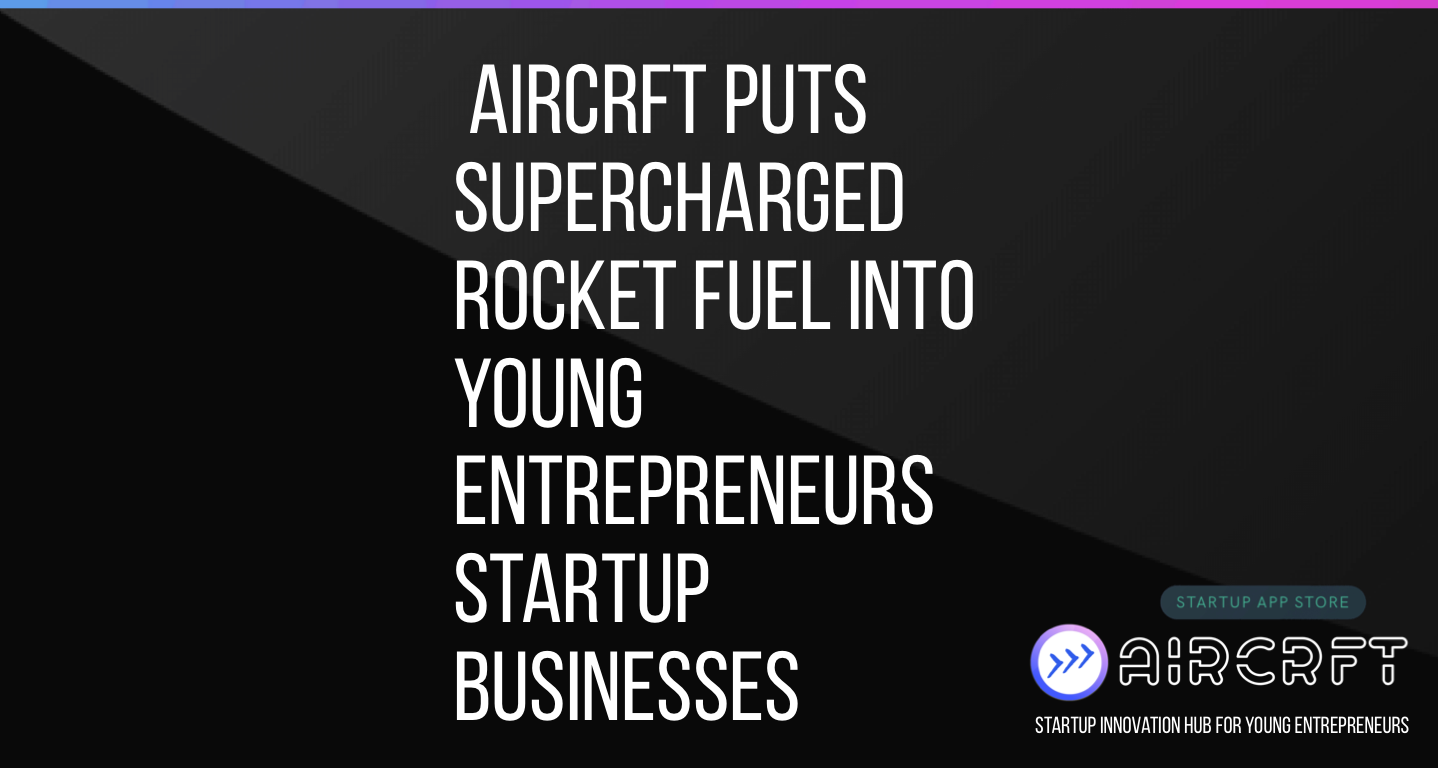 AIRCRFT PUTS
SUPERCHARGED
ROCKET FUEL INTO
YOUNG
ENTREPRENEURS
STARTUP
BUSINESSES
STARTUP APP STORE
AIRCRFT
STARTUP INNOVATION HUB FOR YOUNG ENTREPRENEURS